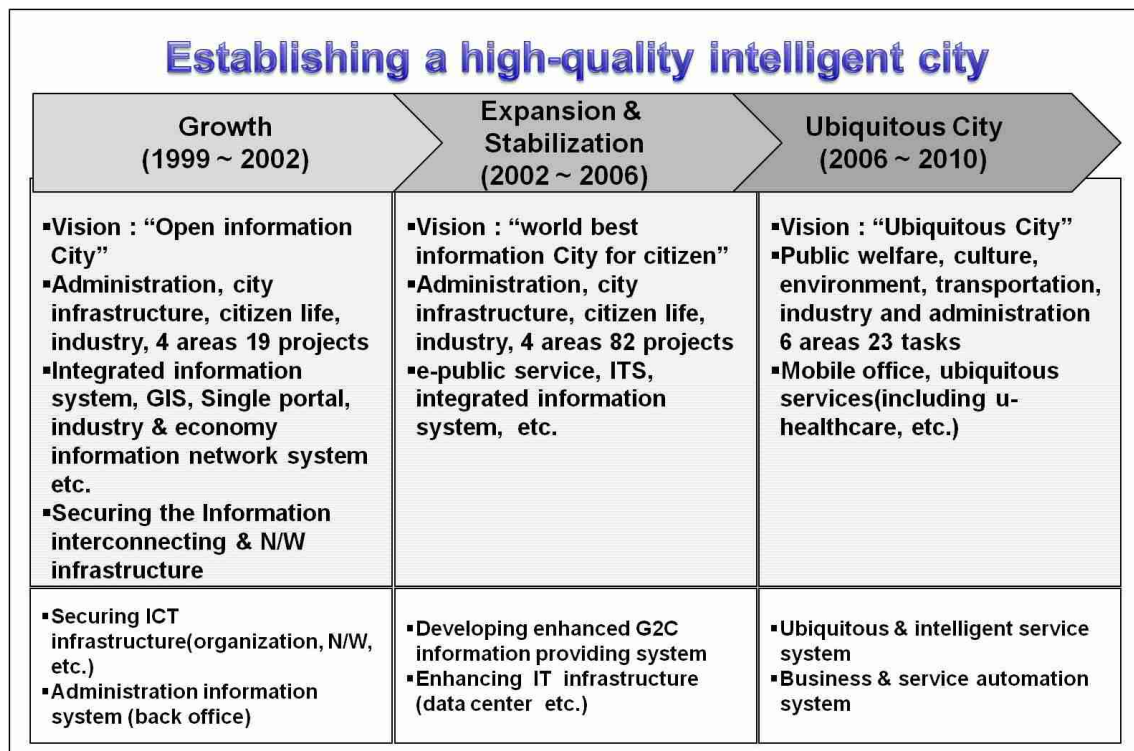 Establishing a high-quality intelligent city
Growth
(1999 ~ 2002)
Expansion &
Stabilization
(2002 ~ 2006)
Ubiquitous City
(2006 ~ 2010)
▪Vision : “Open information
City”
▪Administration, city
infrastructure, citizen life,
industry, 4 areas 19 projects
▪Integrated information
system, GIS, Single portal,
industry & economy
information network system
etc.
▪Securing the Information
interconnecting & N/W
infrastructure
▪Vision : “world best
information City for citizen”
▪Administration, city
infrastructure, citizen life,
industry, 4 areas 82 projects
▪e-public service, ITS,
integrated information
system, etc.
▪Vision : “Ubiquitous City”
▪Public welfare, culture,
environment, transportation,
industry and administration
6 areas 23 tasks
▪Mobile office, ubiquitous
services(including u-
healthcare, etc.)
▪Securing ICT
infrastructure(organization, N/W,
etc.)
▪Administration information
system (back office)
▪Developing enhanced G2C
information providing system
▪Enhancing IT infrastructure
(data center etc.)
▪Ubiquitous & intelligent service
system
▪Business & service automation
system